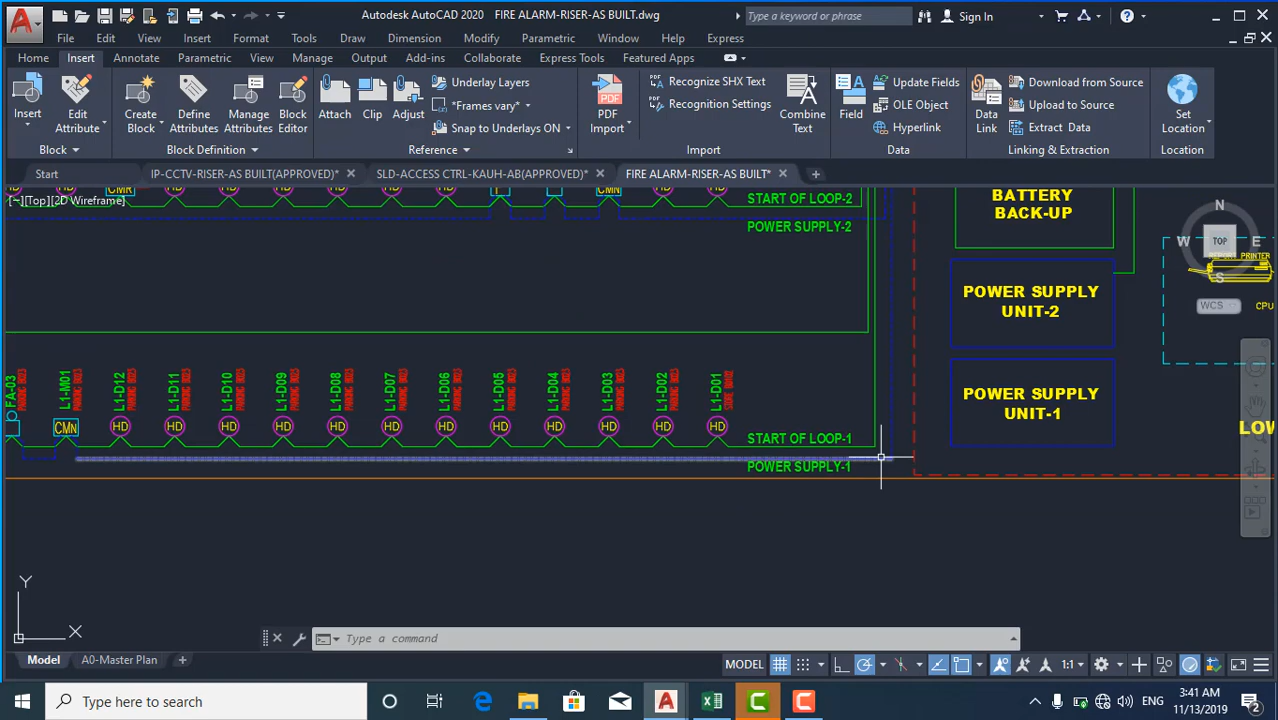 Autodesk AutoCAD 2020 FIRE ALARM-RISER-AS BUILT.dwg
Type a keyword or phrase
Sign In
File Edit View Insert Format Tools Draw Dimension Modify Parametric Window Help Express
Home Insert Annotate Parametric View Manage Output Add-ins Collaborate Express Tools Featured Apps
Insert
Edit Attribute
Create Block
Define Attributes
Manage Attributes
Block Editor
Attach
Clip
Adjust
Underlay Layers
*Frames vary*
Snap to Underlays ON
PDF
PDF Import
Recognize SHX Text
Recognition Settings
Combine Text
Field
Update Fields
OLE Object
Hyperlink
Data Link
Download from Source
Upload to Source
Extract Data
Set Location
Block
Block Definition
Reference
Import
Data
Linking & Extraction
Location
Start
IP-CCTV-RISER-AS BUILT(APPROVED)*
SLD-ACCESS CTRL-KAUH-AB(APPROVED)*
FIRE ALARM-RISER-AS BUILT*
[−][Top][2D Wireframe]
CMR
CMN
START OF LOOP-2
POWER SUPPLY-2
BATTERY
BACK-UP
POWER SUPPLY
UNIT-2
POWER SUPPLY
UNIT-1
N
W TOP E
S
PRINTER
WCS
CPU
LOW
FA-03
L1-M01
L1-D12
L1-D11
L1-D10
L1-D09
L1-D08
L1-D07
L1-D06
L1-D05
L1-D04
L1-D03
L1-D02
L1-D01
CMN HD HD HD HD HD HD HD HD HD HD HD HD
START OF LOOP-1
POWER SUPPLY-1
Y
X
Type a command
Model A0-Master Plan
MODEL
1:1
Type here to search
ENG
3:41 AM
11/13/2019
2